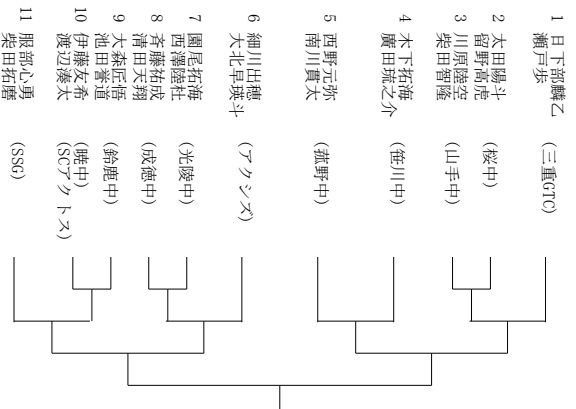 1 日下部麟乙 (三重GTC)
瀬戸歩
2 太田陽斗 (桜中)
留野高虎
3 川原陸空 (山手中)
柴田智隆
4 木下拓海 (笹川中)
廣田琉之介
5 西野元弥 (菰野中)
南川貫太
6 細川出穂 (アクシズ)
大北早瑛斗
7 園尾拓海 (光陵中)
西澤陸杜
8 斉藤祐成 (成徳中)
清田天翔
9 大森匠悟 (鈴鹿中)
池田誉道
10 伊藤友希 (暁中)
渡辺湊太 (SCアクトス)
11 服部心勇 (SSG)
柴田拓磨